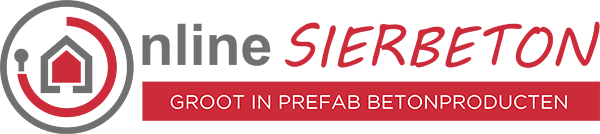 Online SIERBETON
GROOT IN PREFAB BETONPRODUCTEN